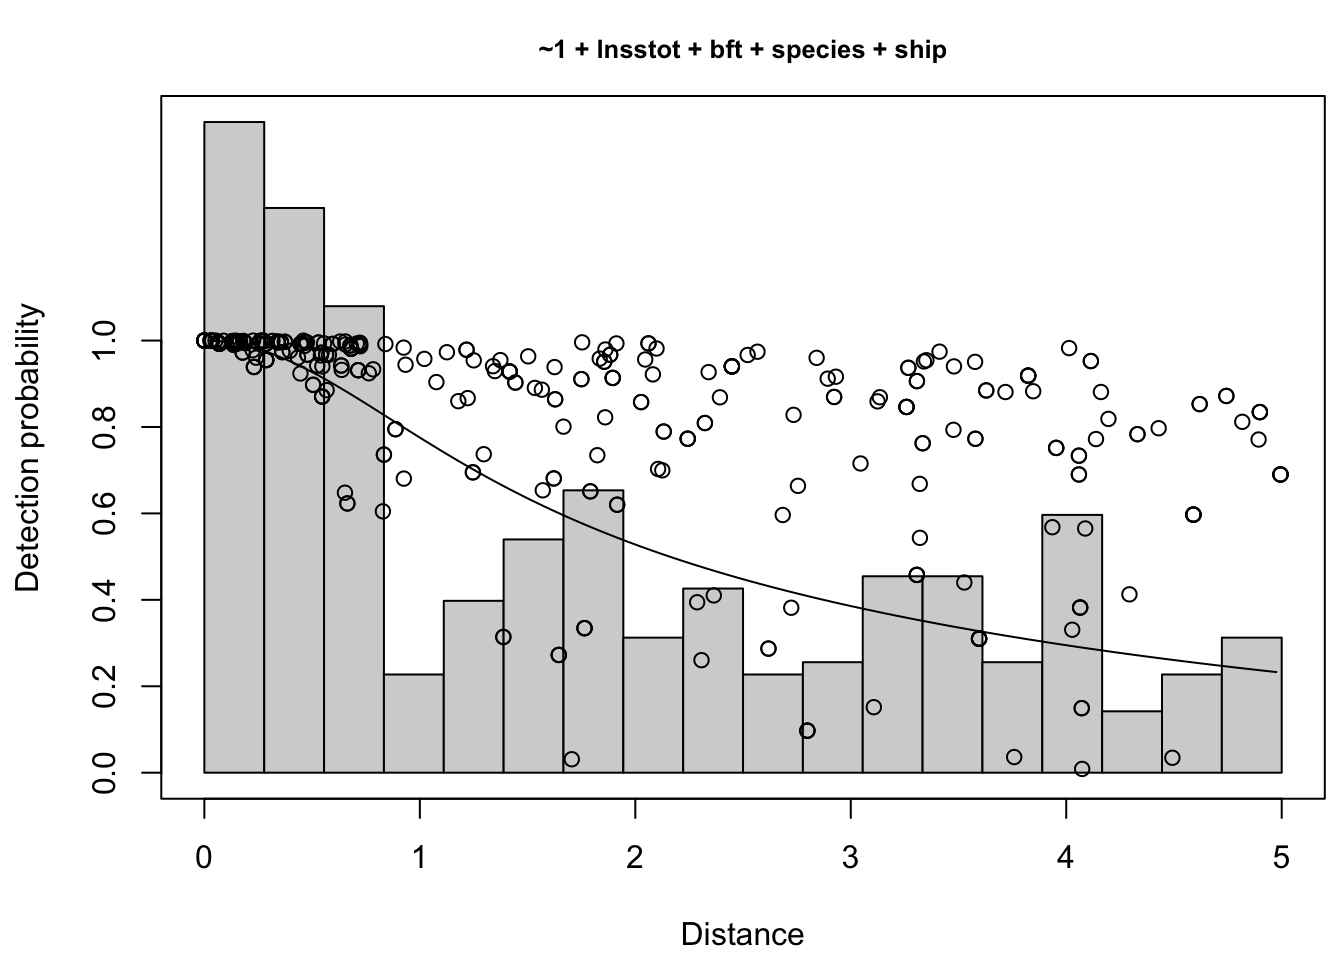 ~1 + lnsstot + bft + species + ship
Detection probability
1.0
0.8
0.6
0.4
0.2
0.0
0 1 2 3 4 5
Distance